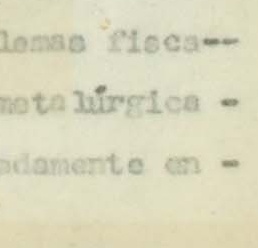 lemas fisca--
metalúrgica -
adamente en -